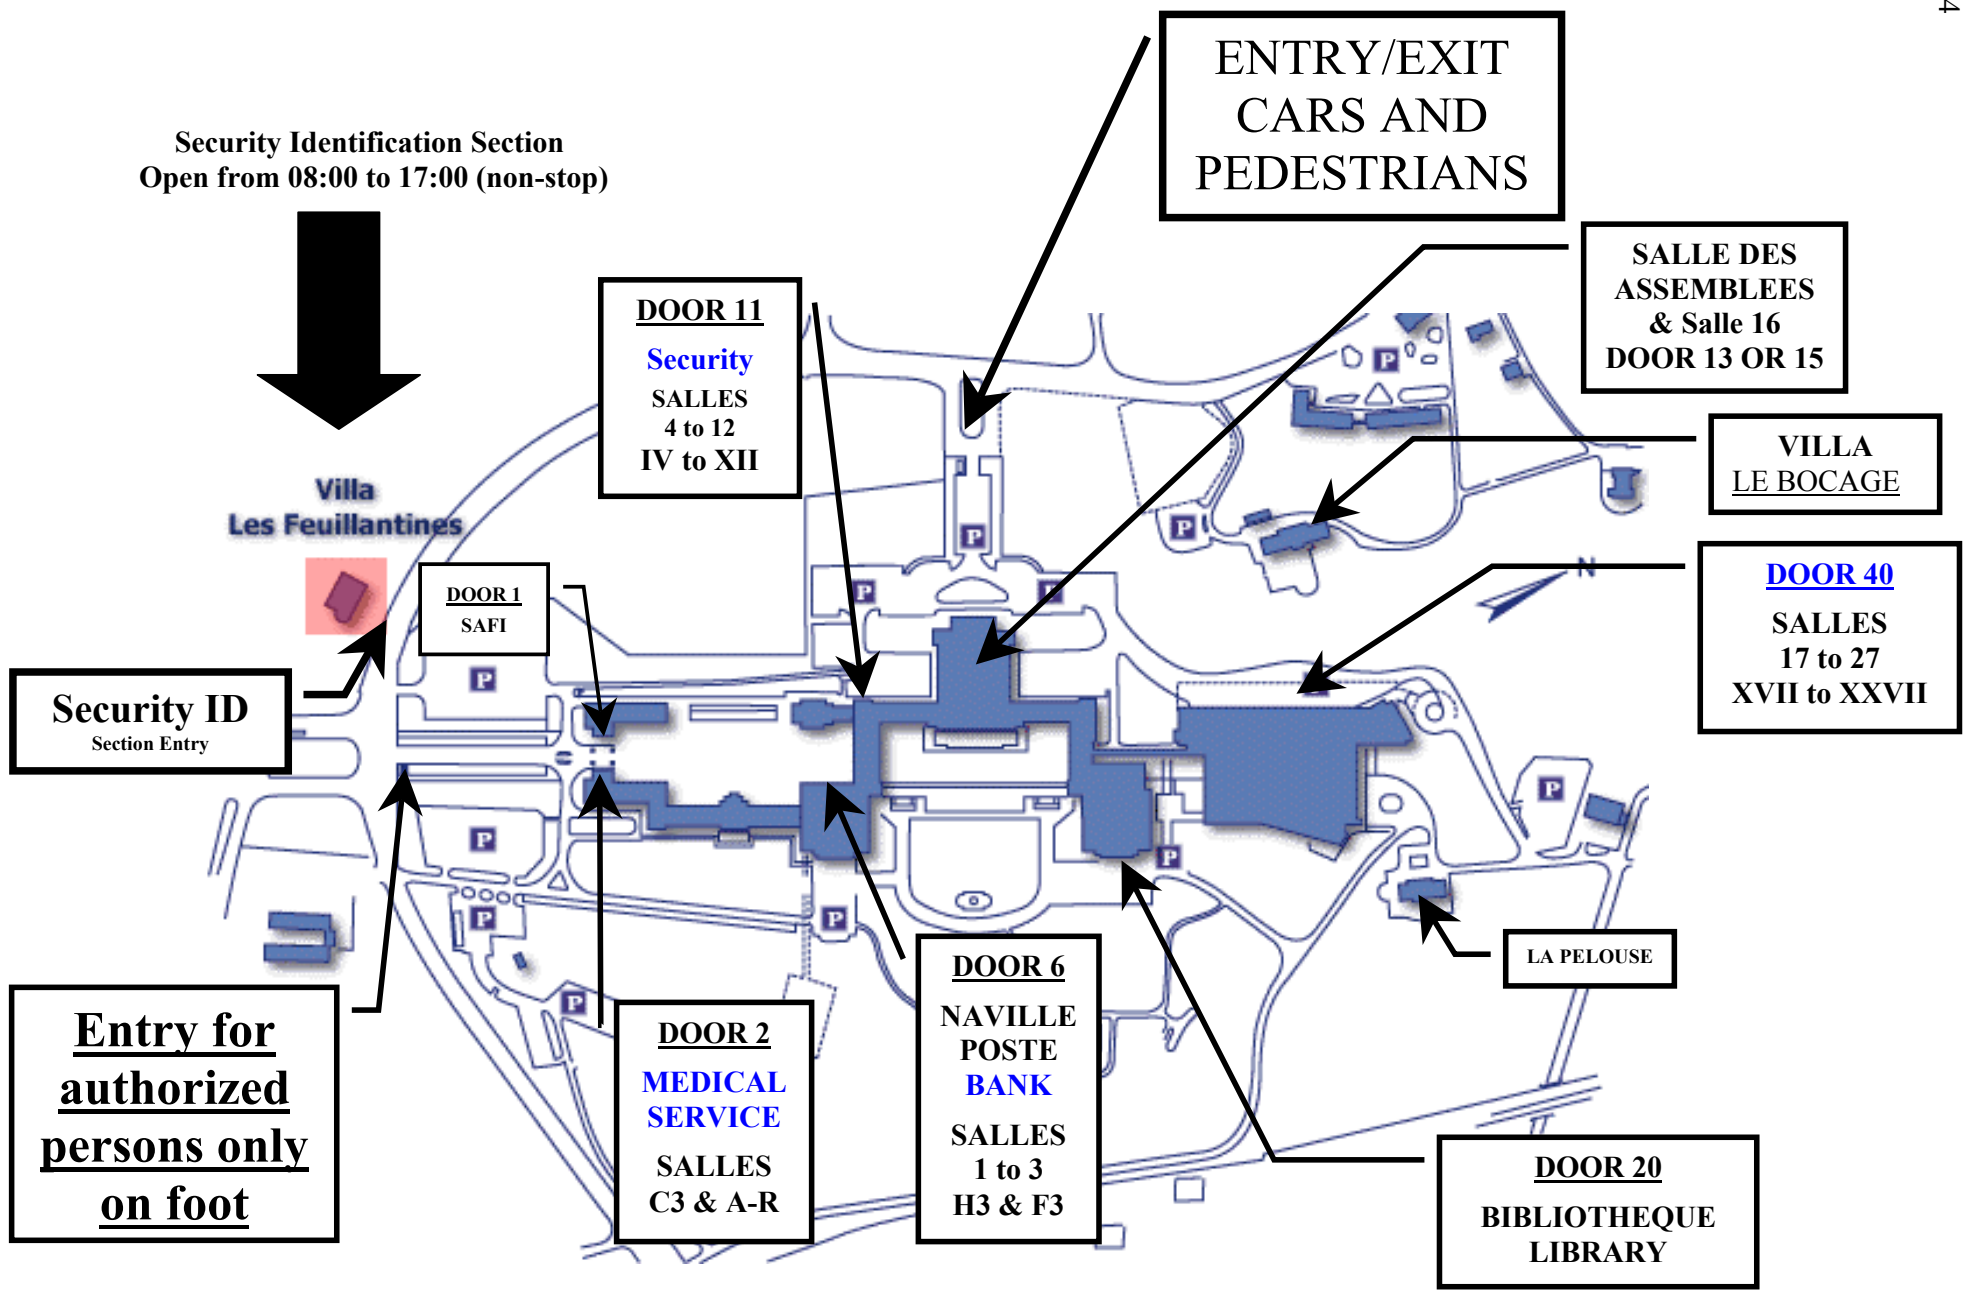 4
ENTRY/EXIT
CARS AND
PEDESTRIANS
Security Identification Section
Open from 08:00 to 17:00 (non-stop)
SALLE DES
ASSEMBLEES
& Salle 16
DOOR 13 OR 15
DOOR 11
Security
SALLES
4 to 12
IV to XII
P
VILLA
LE BOCAGE
Villa
Les Feuillantines
P
P
DOOR 40
SALLES
17 to 27
XVII to XXVII
N
DOOR 1
SAFI
P
P
P
Security ID
Section Entry
P
P
P
P
P
P
DOOR 6
NAVILLE
POSTE
BANK
SALLES
1 to 3
H3 & F3
LA PELOUSE
Entry for
authorized
persons only
on foot
P
DOOR 2
MEDICAL
SERVICE
SALLES
C3 & A-R
DOOR 20
BIBLIOTHEQUE
LIBRARY